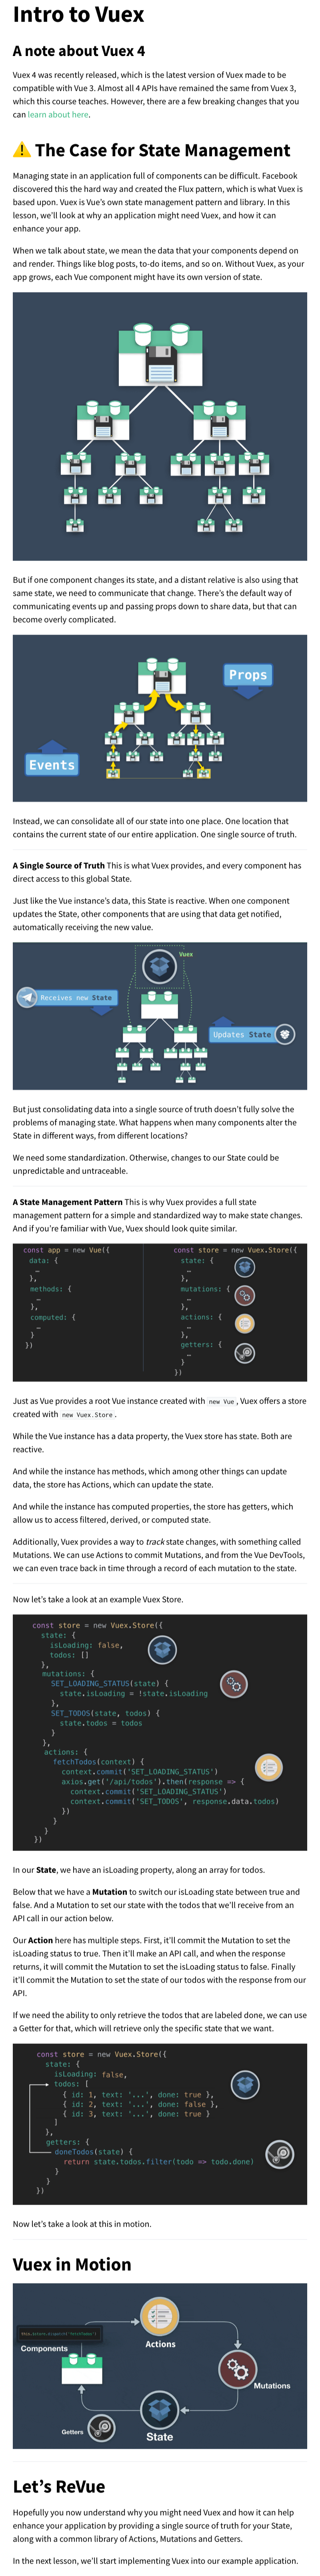 Intro to Vuex
A note about Vuex 4
Vuex 4 was recently released, which is the latest version of Vuex made to be
compatible with Vue 3. Almost all 4 APIs have remained the same from Vuex 3,
which this course teaches. However, there are a few breaking changes that you
can learn about here.
⚠️ The Case for State Management
Managing state in an application full of components can be difficult. Facebook
discovered this the hard way and created the Flux pattern, which is what Vuex is
based upon. Vuex is Vue's own state management pattern and library. In this
lesson, we'll look at why an application might need Vuex, and how it can
enhance your app.
When we talk about state, we mean the data that your components depend on
and render. Things like blog posts, to-do items, and so on. Without Vuex, as your
app grows, each Vue component might have its own version of state.
But if one component changes its state, and a distant relative is also using that
same state, we need to communicate that change. There's the default way of
communicating events up and passing props down to share data, but that can
become overly complicated.
Props
Events
Instead, we can consolidate all of our state into one place. One location that
contains the current state of our entire application. One single source of truth.
A Single Source of Truth This is what Vuex provides, and every component has
direct access to this global State.
Just like the Vue instance's data, this State is reactive. When one component
updates the State, other components that are using that data get notified,
automatically receiving the new value.
Vuex
Receives new State
Updates State
But just consolidating data into a single source of truth doesn't fully solve the
problems of managing state. What happens when many components alter the
State in different ways, from different locations?
We need some standardization. Otherwise, changes to our State could be
unpredictable and untraceable.
A State Management Pattern This is why Vuex provides a full state
management pattern for a simple and standardized way to make state changes.
And if you're familiar with Vue, Vuex should look quite similar.
const app = new Vue({
data: {
…
},
methods: {
…
},
computed: {
…
}
})
const store = new Vuex.Store({
state: {
…
},
mutations: {
…
},
actions: {
…
},
getters: {
…
}
})
Just as Vue provides a root Vue instance created with new Vue , Vuex offers a store
created with new Vuex.Store .
While the Vue instance has a data property, the Vuex store has state. Both are
reactive.
And while the instance has methods, which among other things can update
data, the store has Actions, which can update the state.
And while the instance has computed properties, the store has getters, which
allow us to access filtered, derived, or computed state.
Additionally, Vuex provides a way to track state changes, with something called
Mutations. We can use Actions to commit Mutations, and from the Vue DevTools,
we can even trace back in time through a record of each mutation to the state.
Now let's take a look at an example Vuex Store.
const store = new Vuex.Store({
state: {
isLoading: false,
todos: []
},
mutations: {
SET_LOADING_STATUS(state) {
state.isLoading = !state.isLoading
},
SET_TODOS(state, todos) {
state.todos = todos
}
},
actions: {
fetchTodos(context) {
context.commit('SET_LOADING_STATUS')
axios.get('/api/todos').then(response => {
context.commit('SET_LOADING_STATUS')
context.commit('SET_TODOS', response.data.todos)
})
}
}
})
In our State, we have an isLoading property, along an array for todos.
Below that we have a Mutation to switch our isLoading state between true and
false. And a Mutation to set our state with the todos that we'll receive from an
API call in our action below.
Our Action here has multiple steps. First, it'll commit the Mutation to set the
isLoading status to true. Then it'll make an API call, and when the response
returns, it will commit the Mutation to set the isLoading status to false. Finally
it'll commit the Mutation to set the state of our todos with the response from our
API.
If we need the ability to only retrieve the todos that are labeled done, we can use
a Getter for that, which will retrieve only the specific state that we want.
const store = new Vuex.Store({
state: {
isLoading: false,
todos: [
{ id: 1, text: '...', done: true },
{ id: 2, text: '...', done: false },
{ id: 3, text: '...', done: true }
]
},
getters: {
doneTodos(state) {
return state.todos.filter(todo => todo.done)
}
}
})
Now let's take a look at this in motion.
Vuex in Motion
this.$store.dispatch('fetchTodos')
Components
Actions
Mutations
Getters
State
Let's ReVue
Hopefully you now understand why you might need Vuex and how it can help
enhance your application by providing a single source of truth for your State,
along with a common library of Actions, Mutations and Getters.
In the next lesson, we'll start implementing Vuex into our example application.